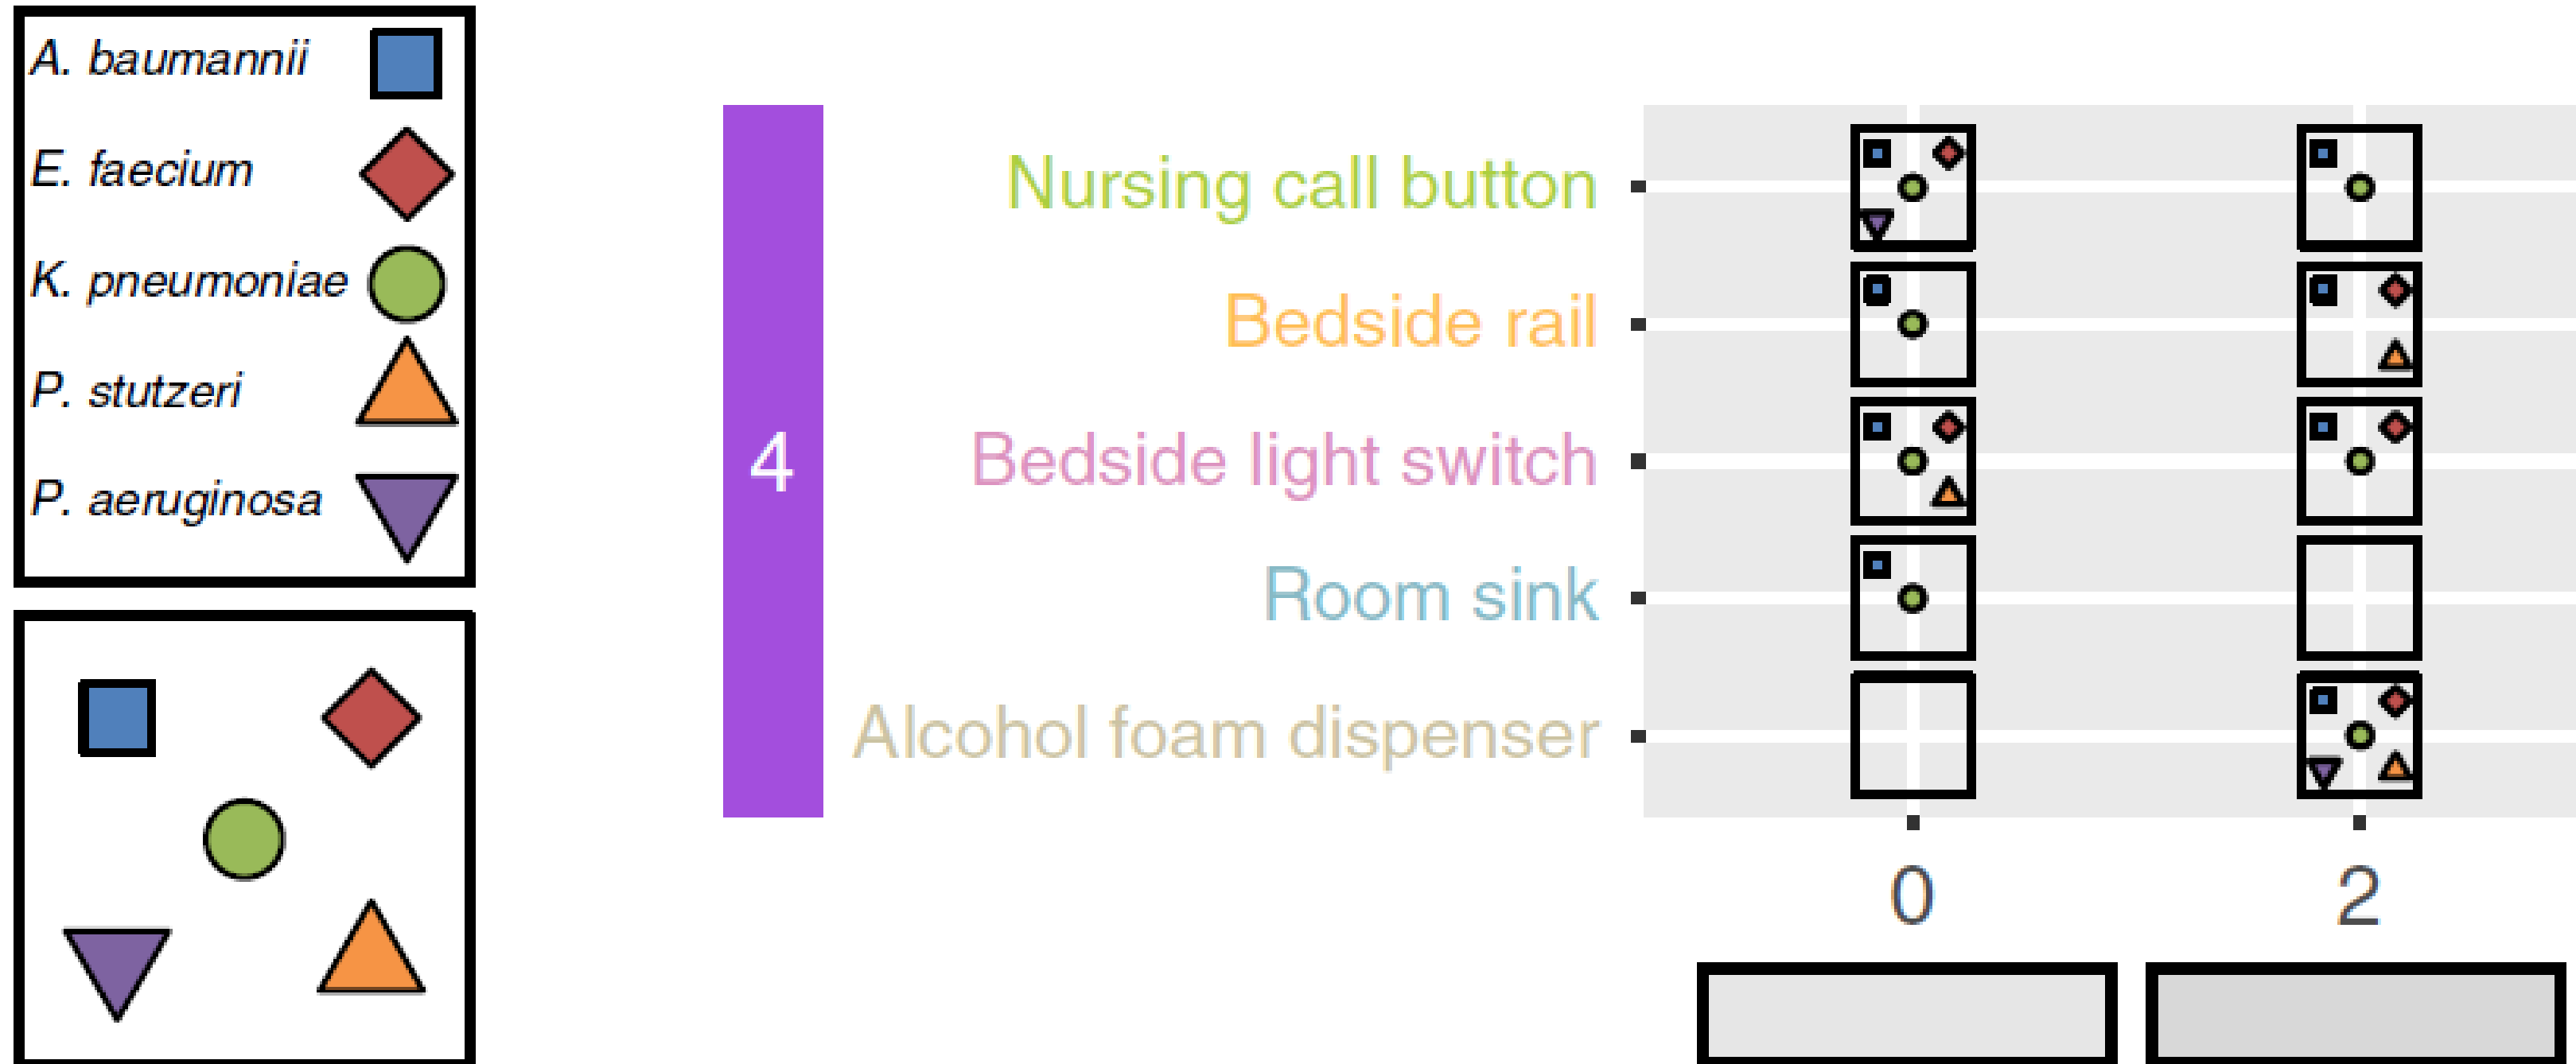 A. baumannii
E. faecium
K. pneumoniae
P. stutzeri
P. aeruginosa
4
Nursing call button
Bedside rail
Bedside light switch
Room sink
Alcohol foam dispenser
0 2